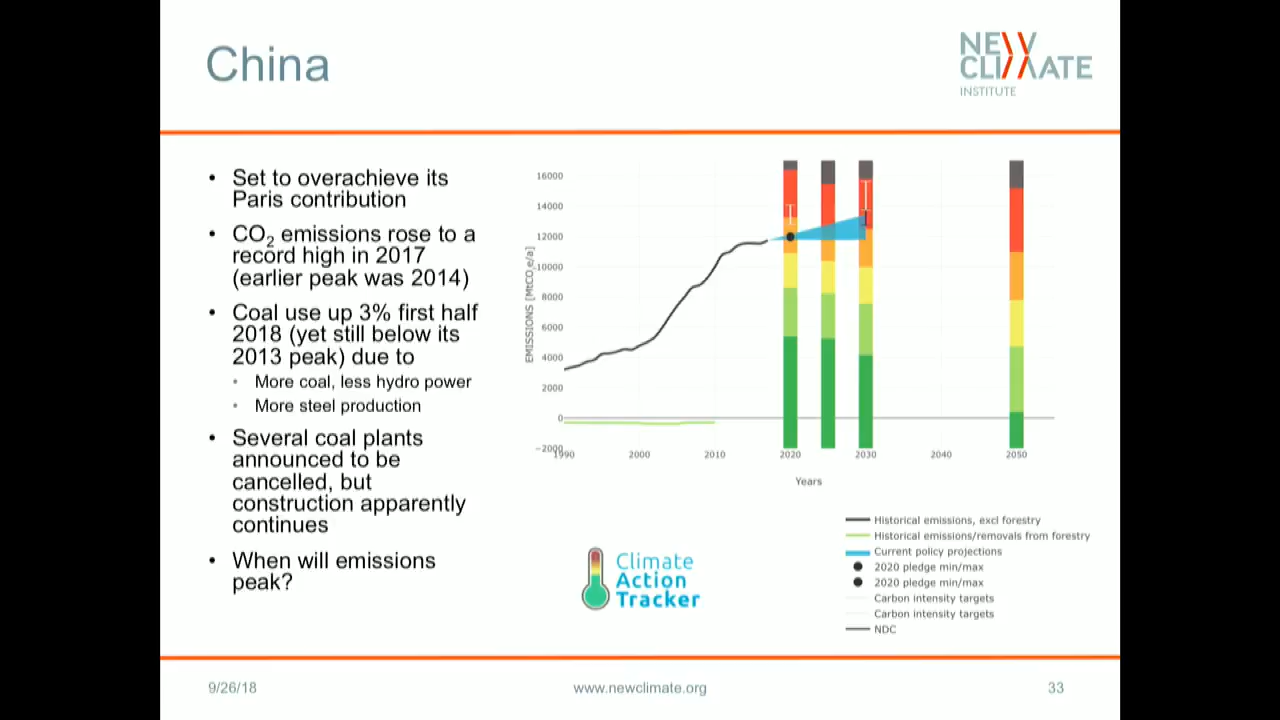 China
NEW
CLIMATE
INSTITUTE
• Set to overachieve its
Paris contribution
• CO2 emissions rose to a
record high in 2017
(earlier peak was 2014)
• Coal use up 3% first half
2018 (yet still below its
2013 peak) due to
• More coal, less hydro power
• More steel production
• Several coal plants
announced to be
cancelled, but
construction apparently
continues
• When will emissions
peak?
EMISSIONS [MtCO2e/a]
16000
14000
12000
10000
8000
6000
4000
2000
0
−2000
1990
2000
2010
2020
2030
2040
2050
Years
Historical emissions, excl forestry
Historical emissions/removals from forestry
Current policy projections
2020 pledge min/max
2020 pledge min/max
Carbon intensity targets
Carbon intensity targets
NDC
Climate
Action
Tracker
9/26/18
www.newclimate.org
33